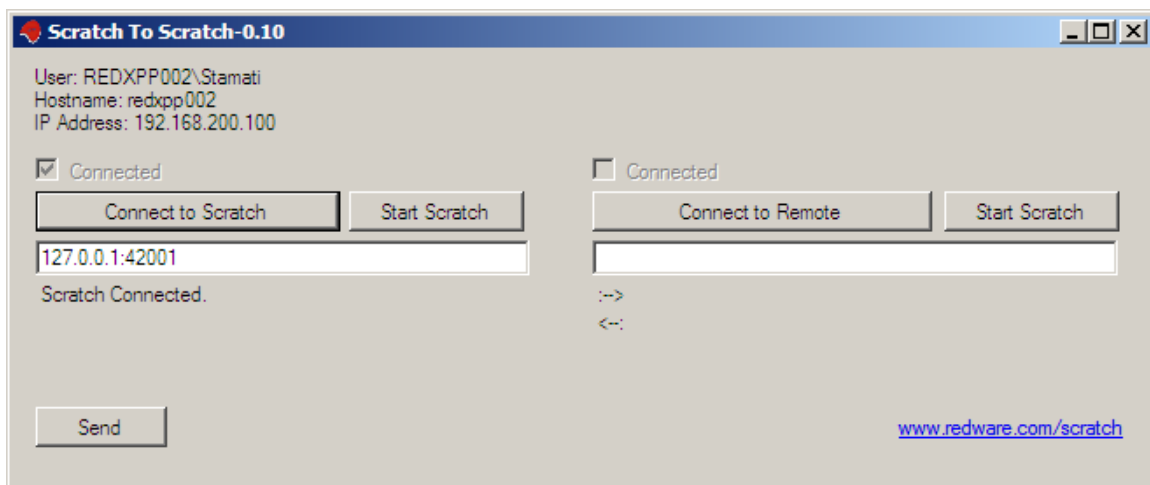 Scratch To Scratch-0.10
User: REDXPP002\Stamati
Hostname: redxpp002
IP Address: 192.168.200.100
Connected
Connected
Connect to Scratch
Start Scratch
Connect to Remote
Start Scratch
127.0.0.1:42001
Scratch Connected.
:-->
<--:
Send
www.redware.com/scratch